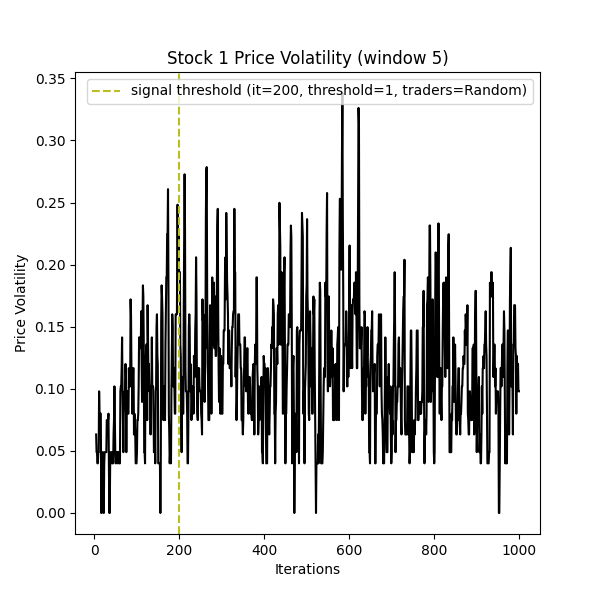 Stock 1 Price Volatility (window 5)
signal threshold (it=200, threshold=1, traders=Random)
0.35
0.30
0.25
0.20
0.15
0.10
0.05
0.00
Price Volatility
0 200 400 600 800 1000
Iterations